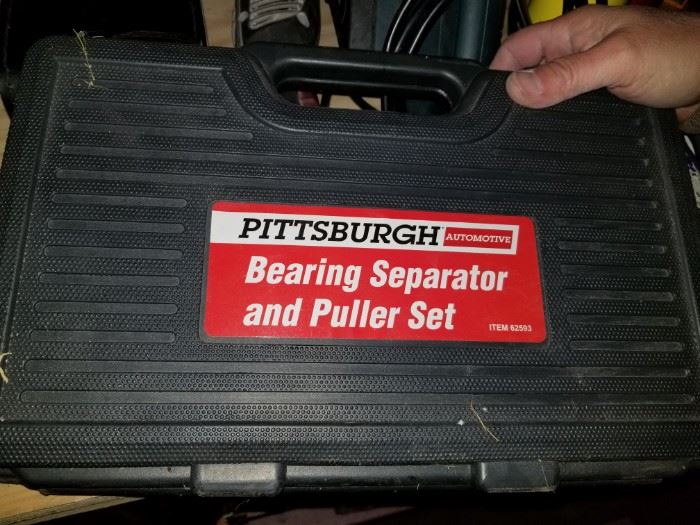 PITTSBURGH AUTOMOTIVE
Bearing Separator
and Puller Set
ITEM 62593